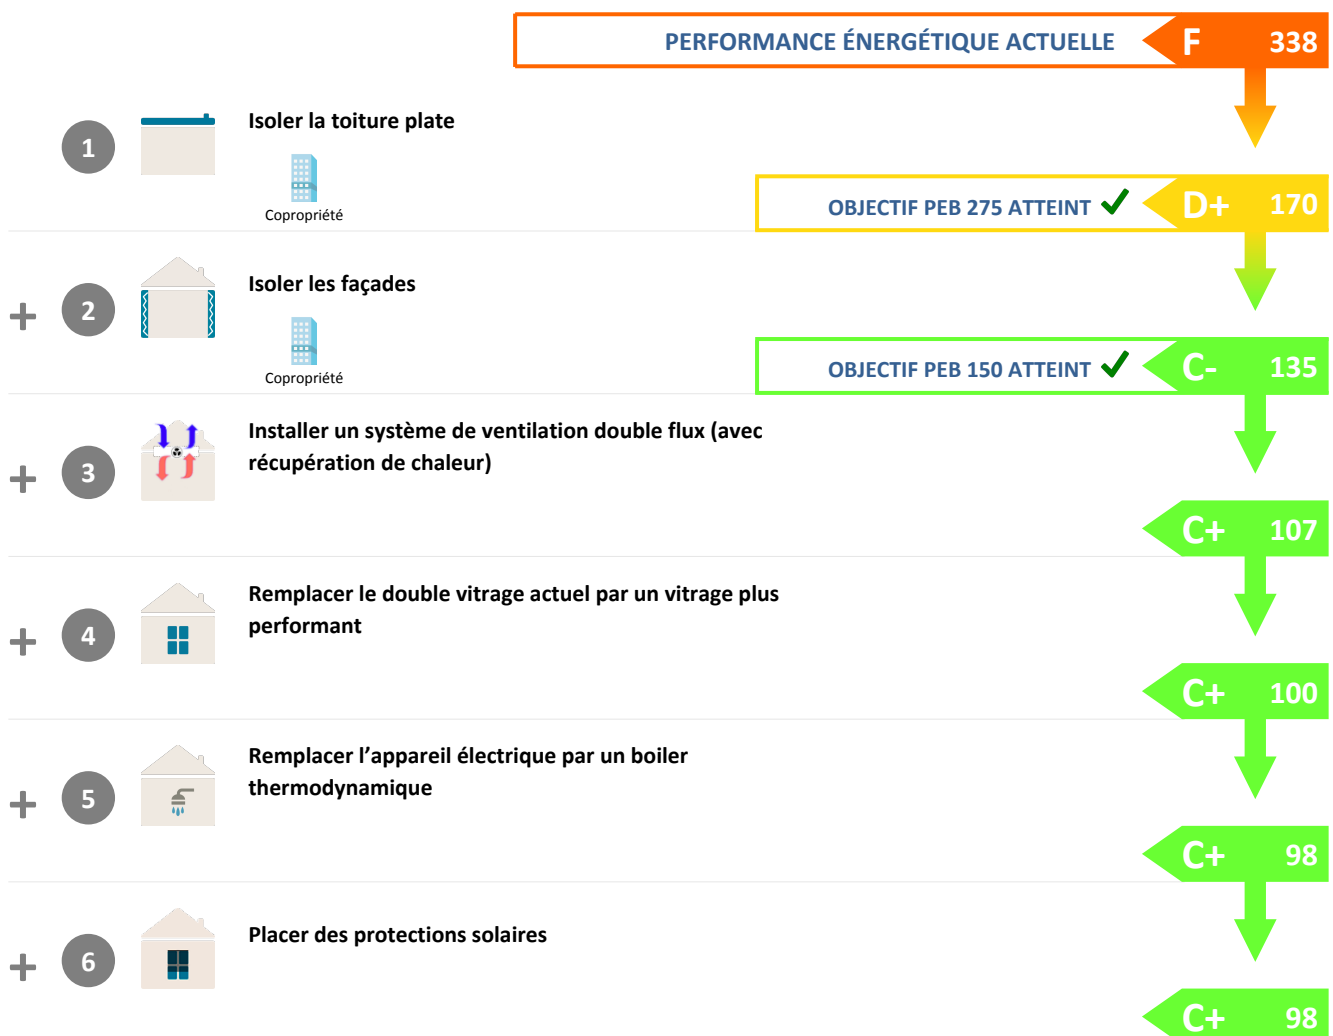 PERFORMANCE ÉNERGÉTIQUE ACTUELLE F 338
1 Isoler la toiture plate
Copropriété
OBJECTIF PEB 275 ATTEINT ✔ D+ 170
+ 2 Isoler les façades
Copropriété
OBJECTIF PEB 150 ATTEINT ✔ C- 135
+ 3 Installer un système de ventilation double flux (avec
récupération de chaleur)
C+ 107
+ 4 Remplacer le double vitrage actuel par un vitrage plus
performant
C+ 100
+ 5 Remplacer l’appareil électrique par un boiler
thermodynamique
C+ 98
+ 6 Placer des protections solaires
C+ 98